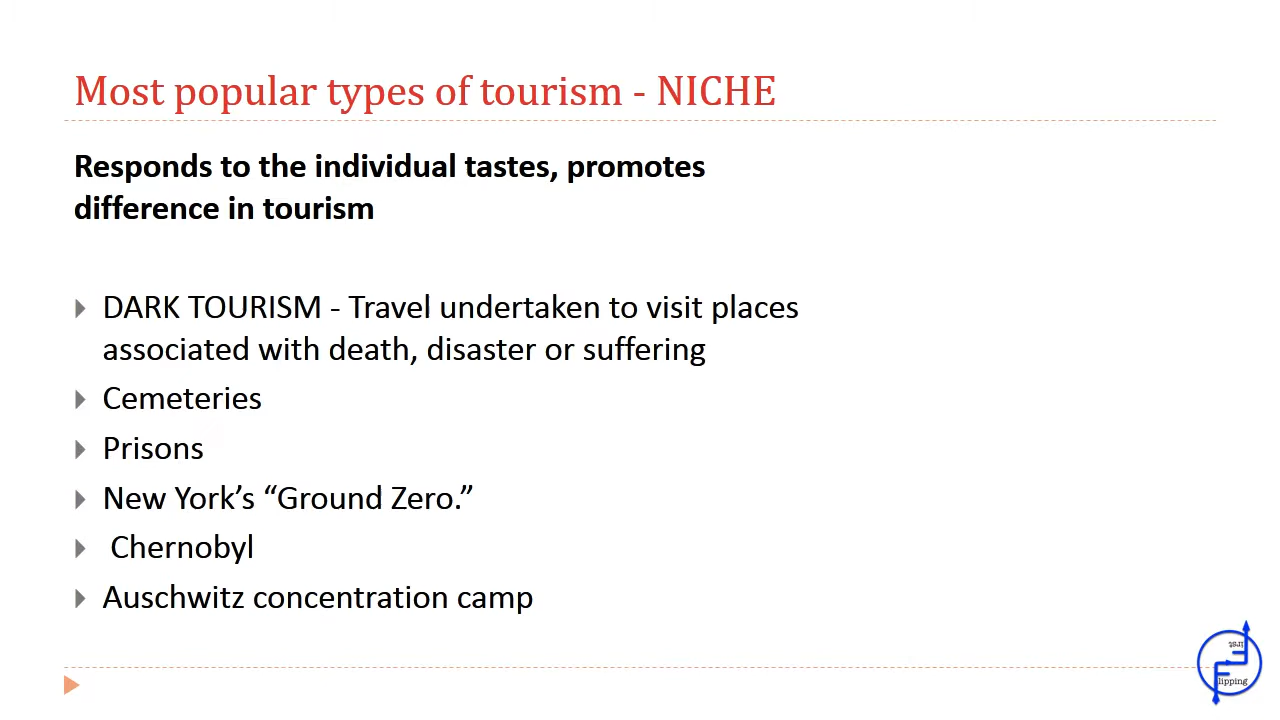 Most popular types of tourism - NICHE
Responds to the individual tastes, promotes
difference in tourism
DARK TOURISM - Travel undertaken to visit places
associated with death, disaster or suffering
Cemeteries
Prisons
New York’s “Ground Zero.”
Chernobyl
Auschwitz concentration camp
lipping